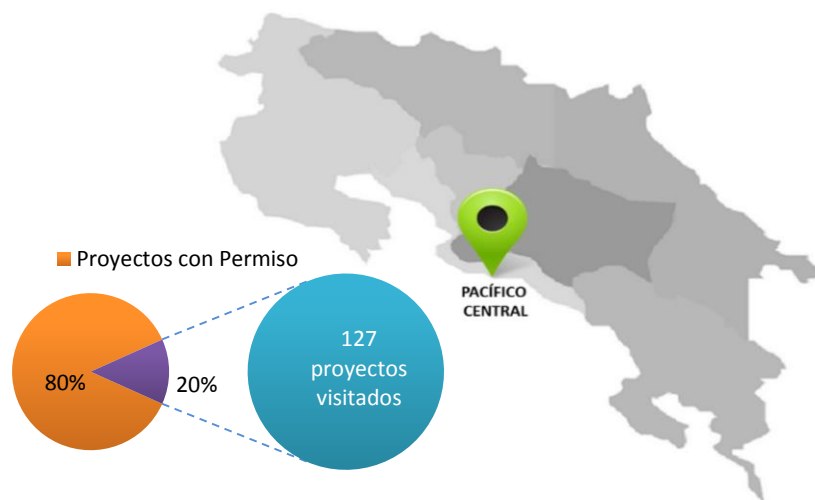 PACÍFICO
CENTRAL
Proyectos con Permiso
80%
20%
127
proyectos
visitados